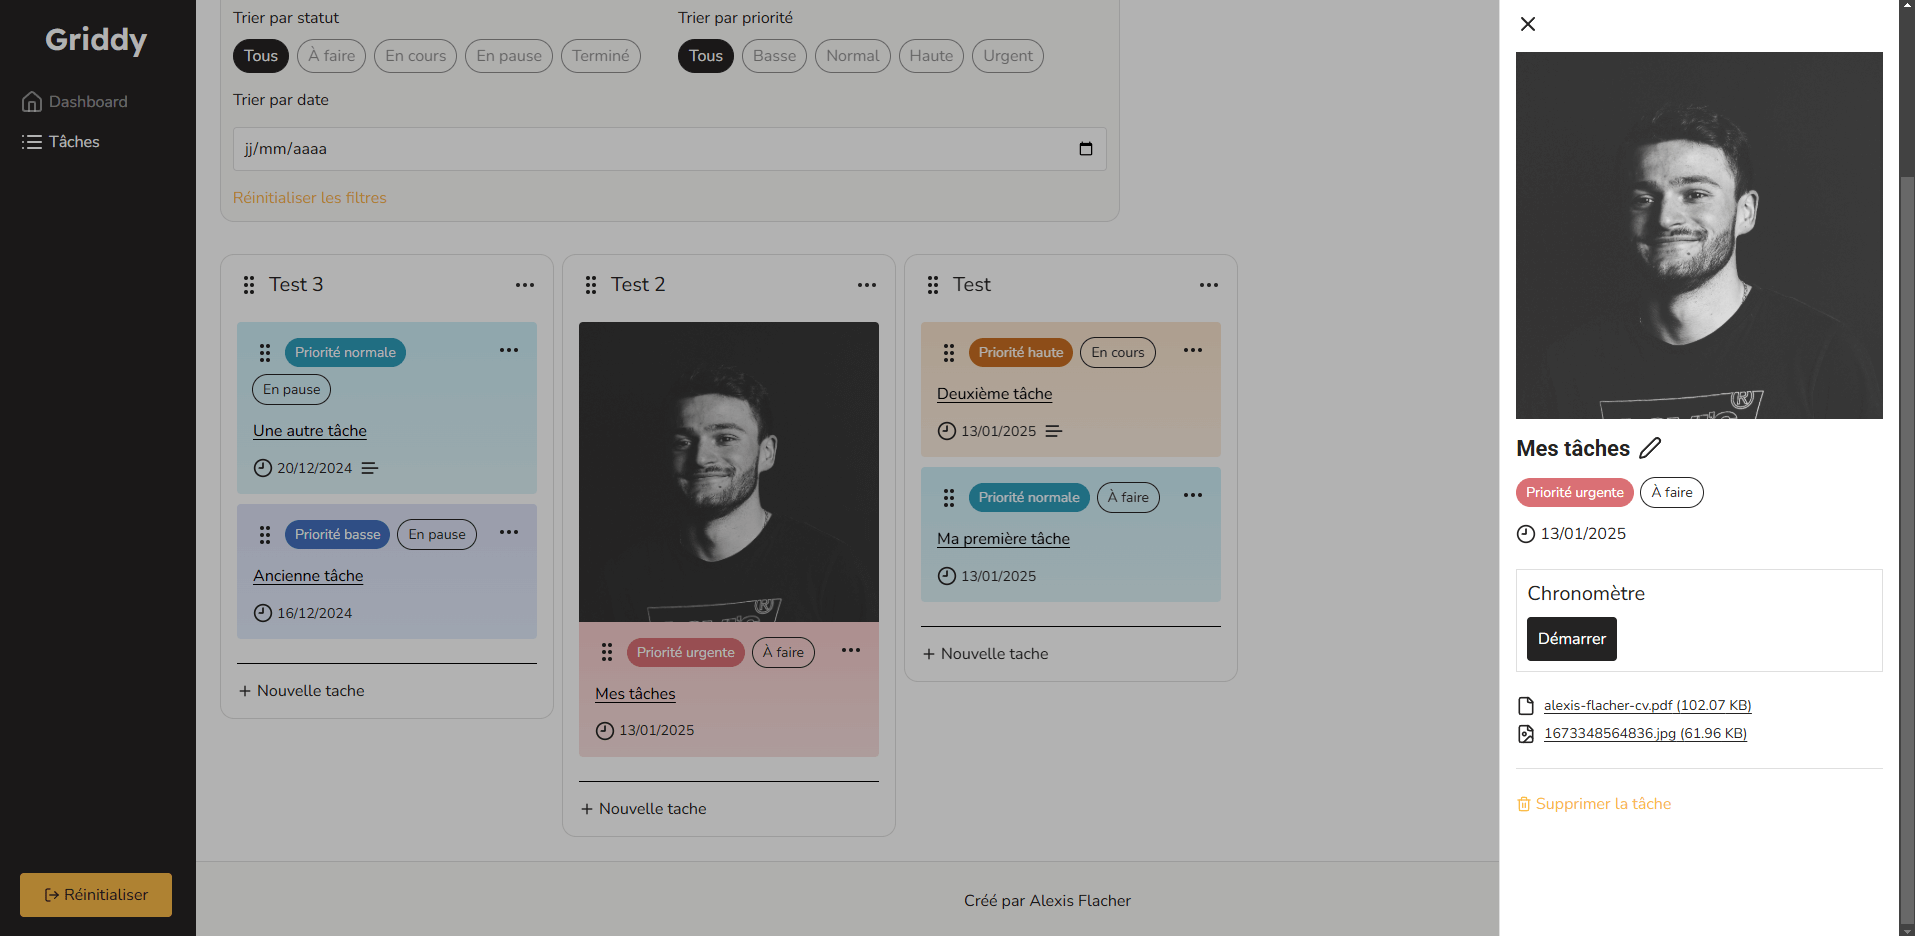 Griddy
Dashboard
Tâches
Réinitialiser
Trier par statut
Tous
À faire
En cours
En pause
Terminé
Trier par priorité
Tous
Basse
Normal
Haute
Urgent
Trier par date
jj/mm/aaaa
Réinitialiser les filtres
Test 3
Priorité normale
En pause
Une autre tâche
20/12/2024
Priorité basse
En pause
Ancienne tâche
16/12/2024
+ Nouvelle tache
Test 2
Priorité urgente
À faire
Mes tâches
13/01/2025
+ Nouvelle tache
Test
Priorité haute
En cours
Deuxième tâche
13/01/2025
Priorité normale
À faire
Ma première tâche
13/01/2025
+ Nouvelle tache
Créé par Alexis Flacher
Mes tâches
Priorité urgente
À faire
13/01/2025
Chronomètre
Démarrer
alexis-flacher-cv.pdf (102.07 KB)
1673348564836.jpg (61.96 KB)
Supprimer la tâche